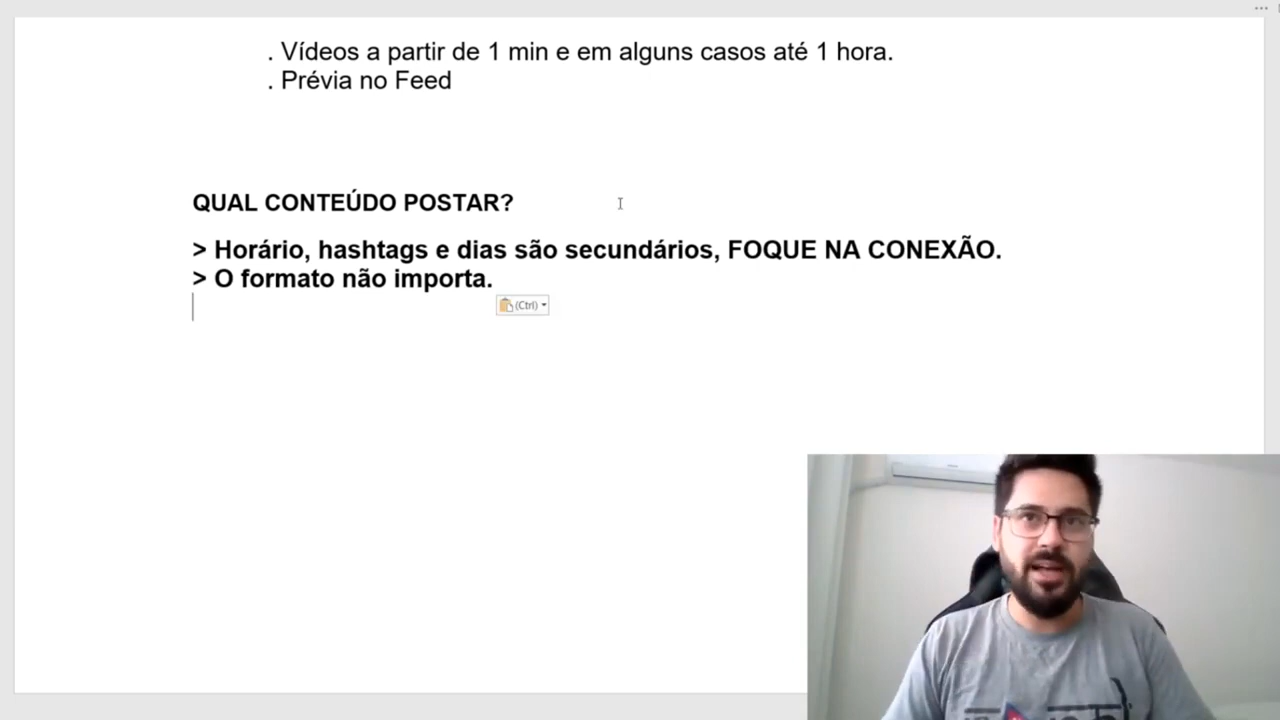 . Vídeos a partir de 1 min e em alguns casos até 1 hora.
. Prévia no Feed
QUAL CONTEÚDO POSTAR?
> Horário, hashtags e dias são secundários, FOQUE NA CONEXÃO.
> O formato não importa.
(Ctrl)